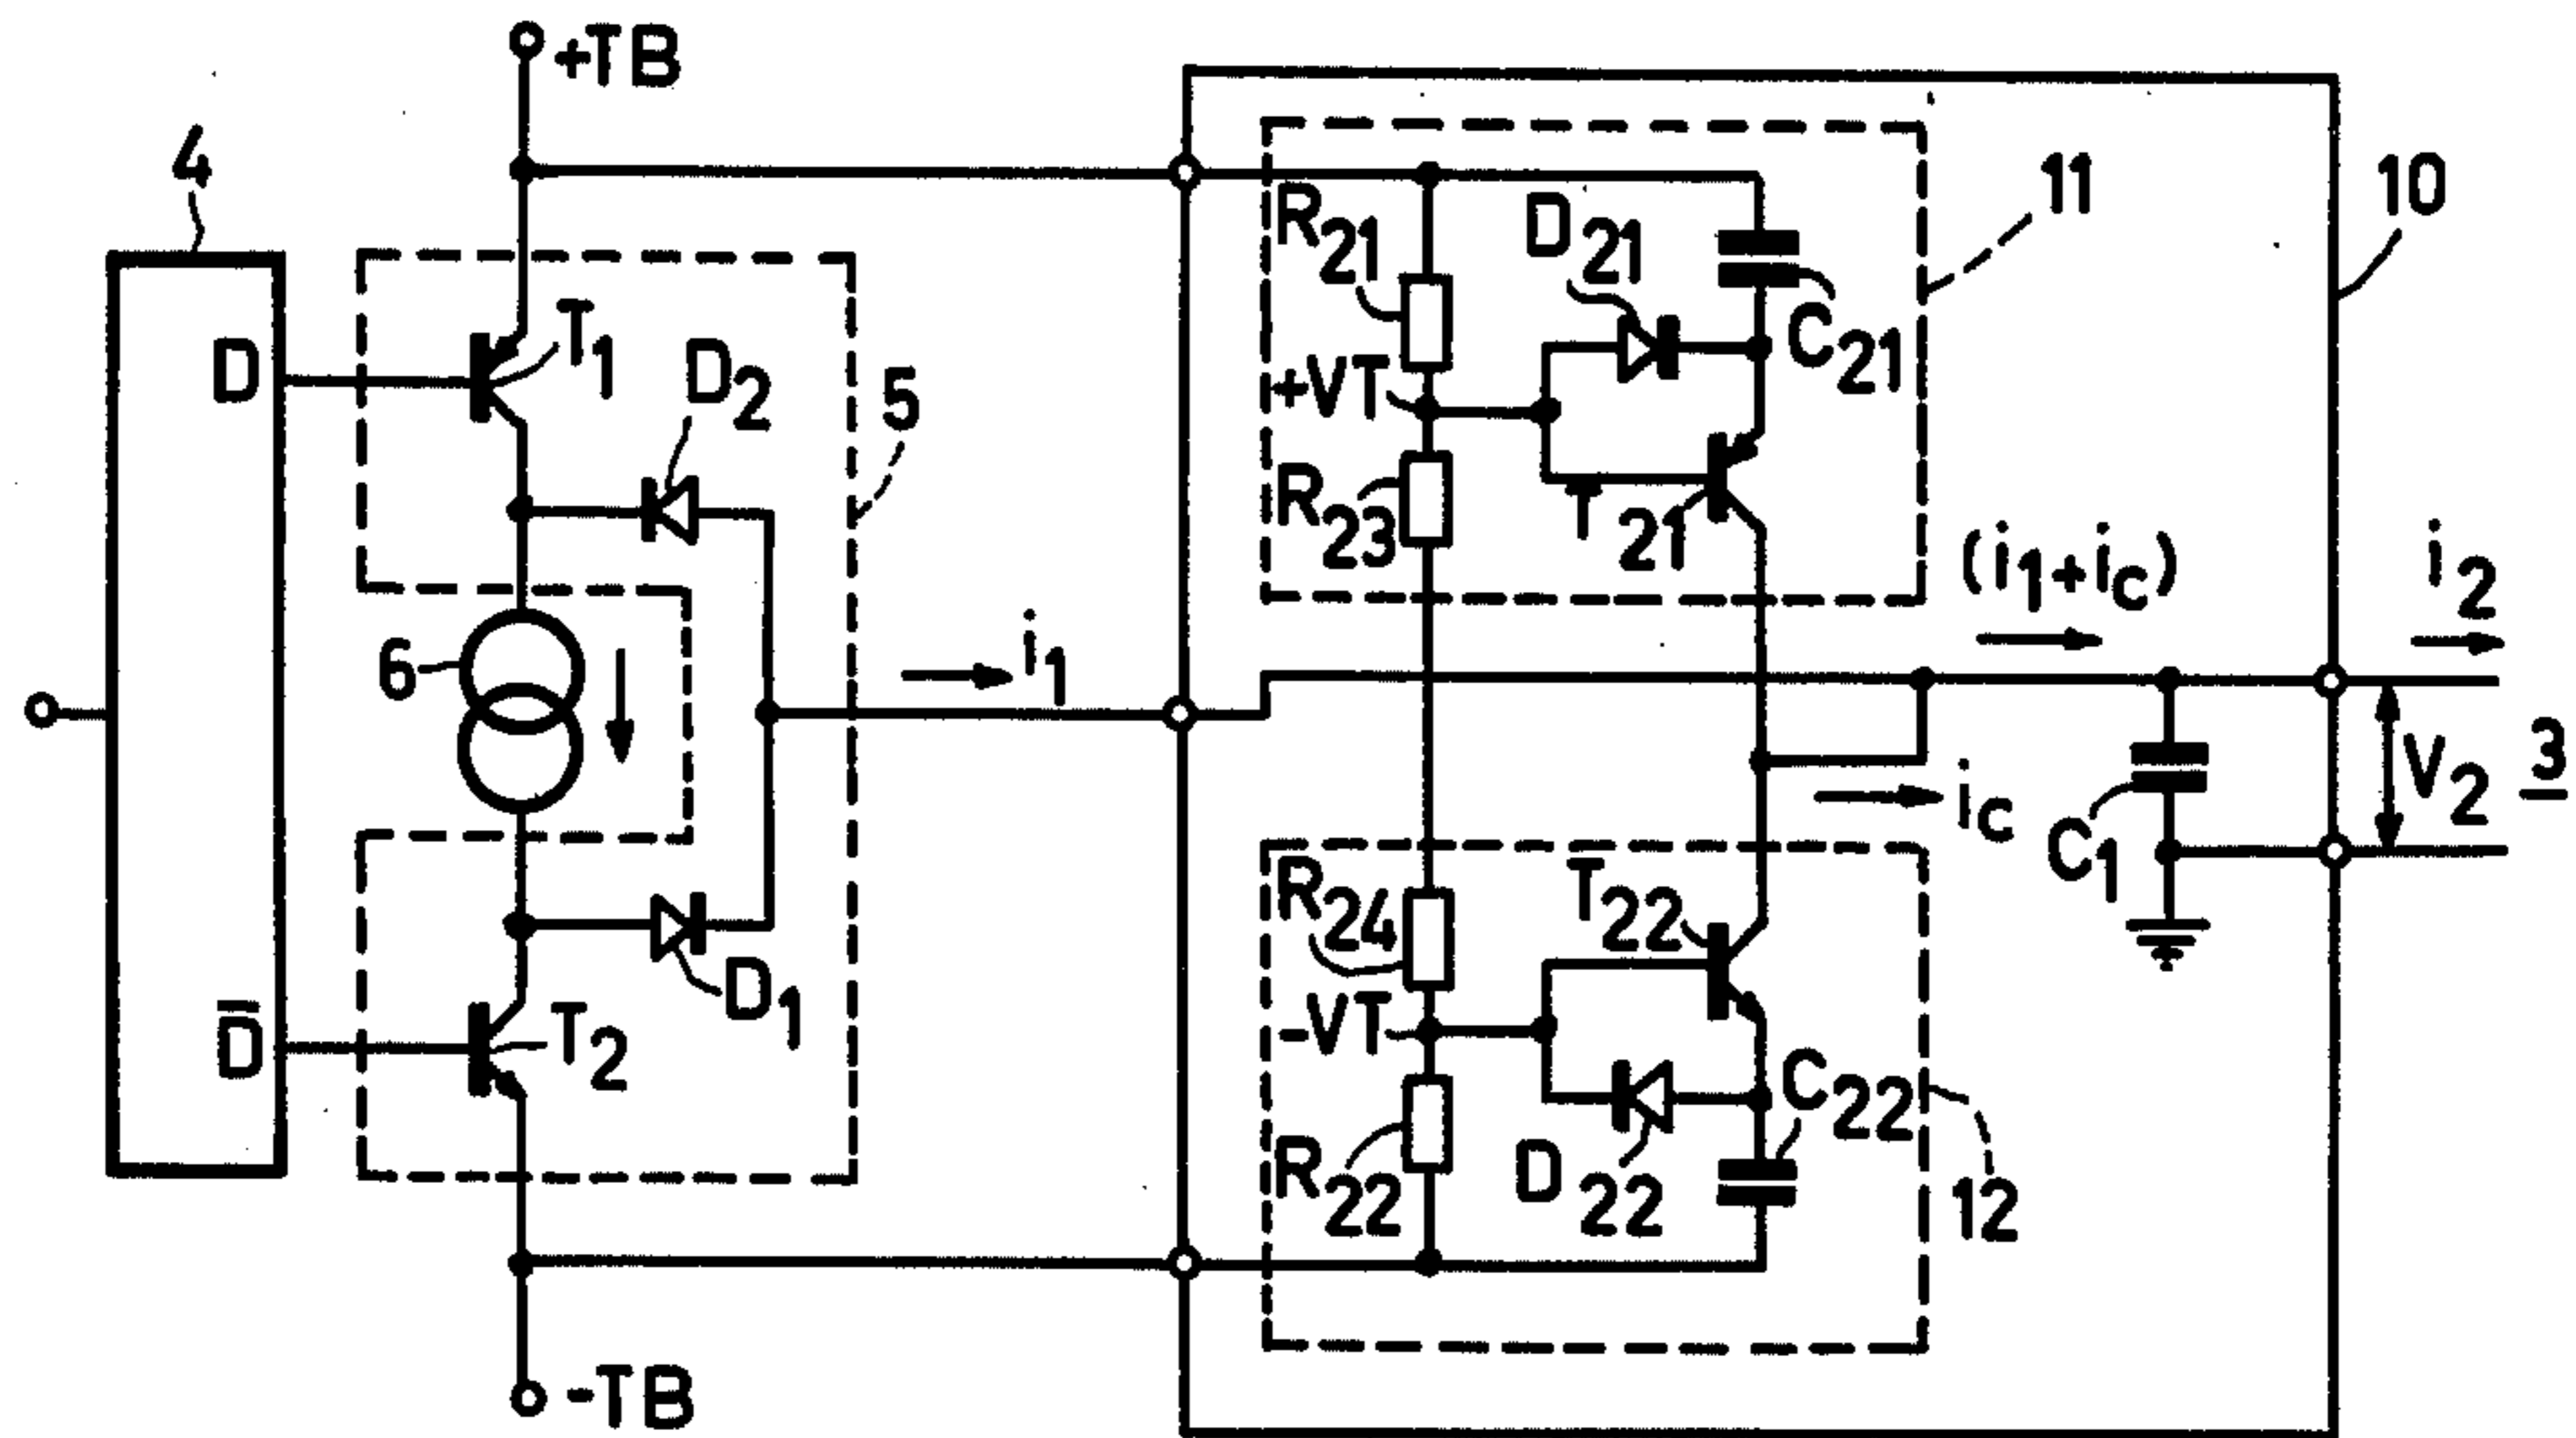 +TB
4
11
10
R21
D21
D
T1
D2
5
C21
+VT
R23
T21
(i1+ic)
i2
6
i1
V2
3
ic
C1
R24
T22
D1
D̅
T2
-VT
C22
R22
D22
12
-TB